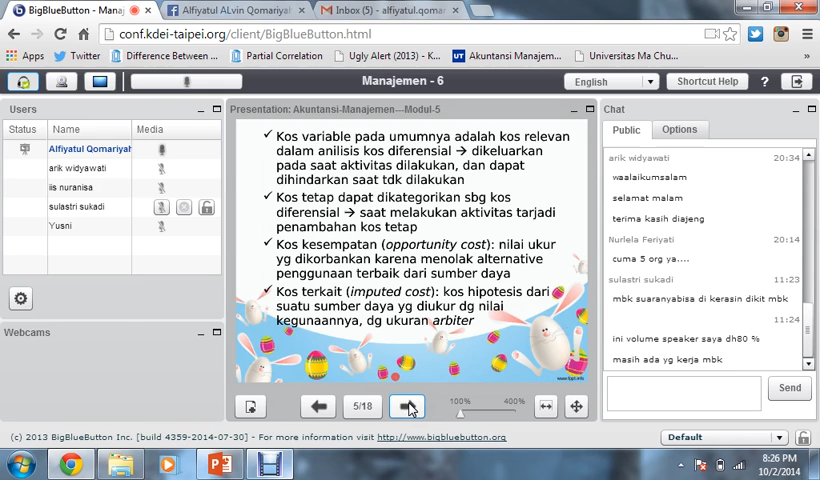 BigBlueButton - Manaj
Alfiyatul ALvin Qomariyah
Inbox (5) - alfiyatul.qomar
conf.kdei-taipei.org/client/BigBlueButton.html
Apps
Twitter
Difference Between ...
Partial Correlation
Ugly Alert (2013) - K...
UT
Akuntansi Manajem...
Universitas Ma Chu...
Manajemen - 6
English
Shortcut Help
?
Users
Status
Name
Media
Alfiyatul Qomariyah
arik widyawati
iis nuranisa
sulastri sukadi
Yusni
Webcams
Presentation: Akuntansi-Manajemen---Modul-5
✓ Kos variable pada umumnya adalah kos relevan
dalam anilisis kos diferensial → dikeluarkan
pada saat aktivitas dilakukan, dan dapat
dihindarkan saat tdk dilakukan
✓ Kos tetap dapat dikategorikan sbg kos
diferensial → saat melakukan aktivitas tarjadi
penambahan kos tetap
✓ Kos kesempatan (opportunity cost): nilai ukur
yg dikorbankan karena menolak alternative
penggunaan terbaik dari sumber daya
✓ Kos terkait (imputed cost): kos hipotesis dari
suatu sumber daya yg diukur dg nilai
kegunaannya, dg ukuran arbiter
www.fppt.info
5/18
100%
400%
Chat
Public
Options
arik widyawati 20:34
waalaikumsalam
selamat malam
terima kasih diajeng
Nurlela Feriyati 20:14
cuma 5 org ya....
sulastri sukadi 11:23
mbk suaranyabisa di kerasin dikit mbk
11:24
ini volume speaker saya dh80 %
masih ada yg kerja mbk
Send
(c) 2013 BigBlueButton Inc. [build 4359-2014-07-30] - For more information visit http://www.bigbluebutton.org
Default
8:26 PM
10/2/2014